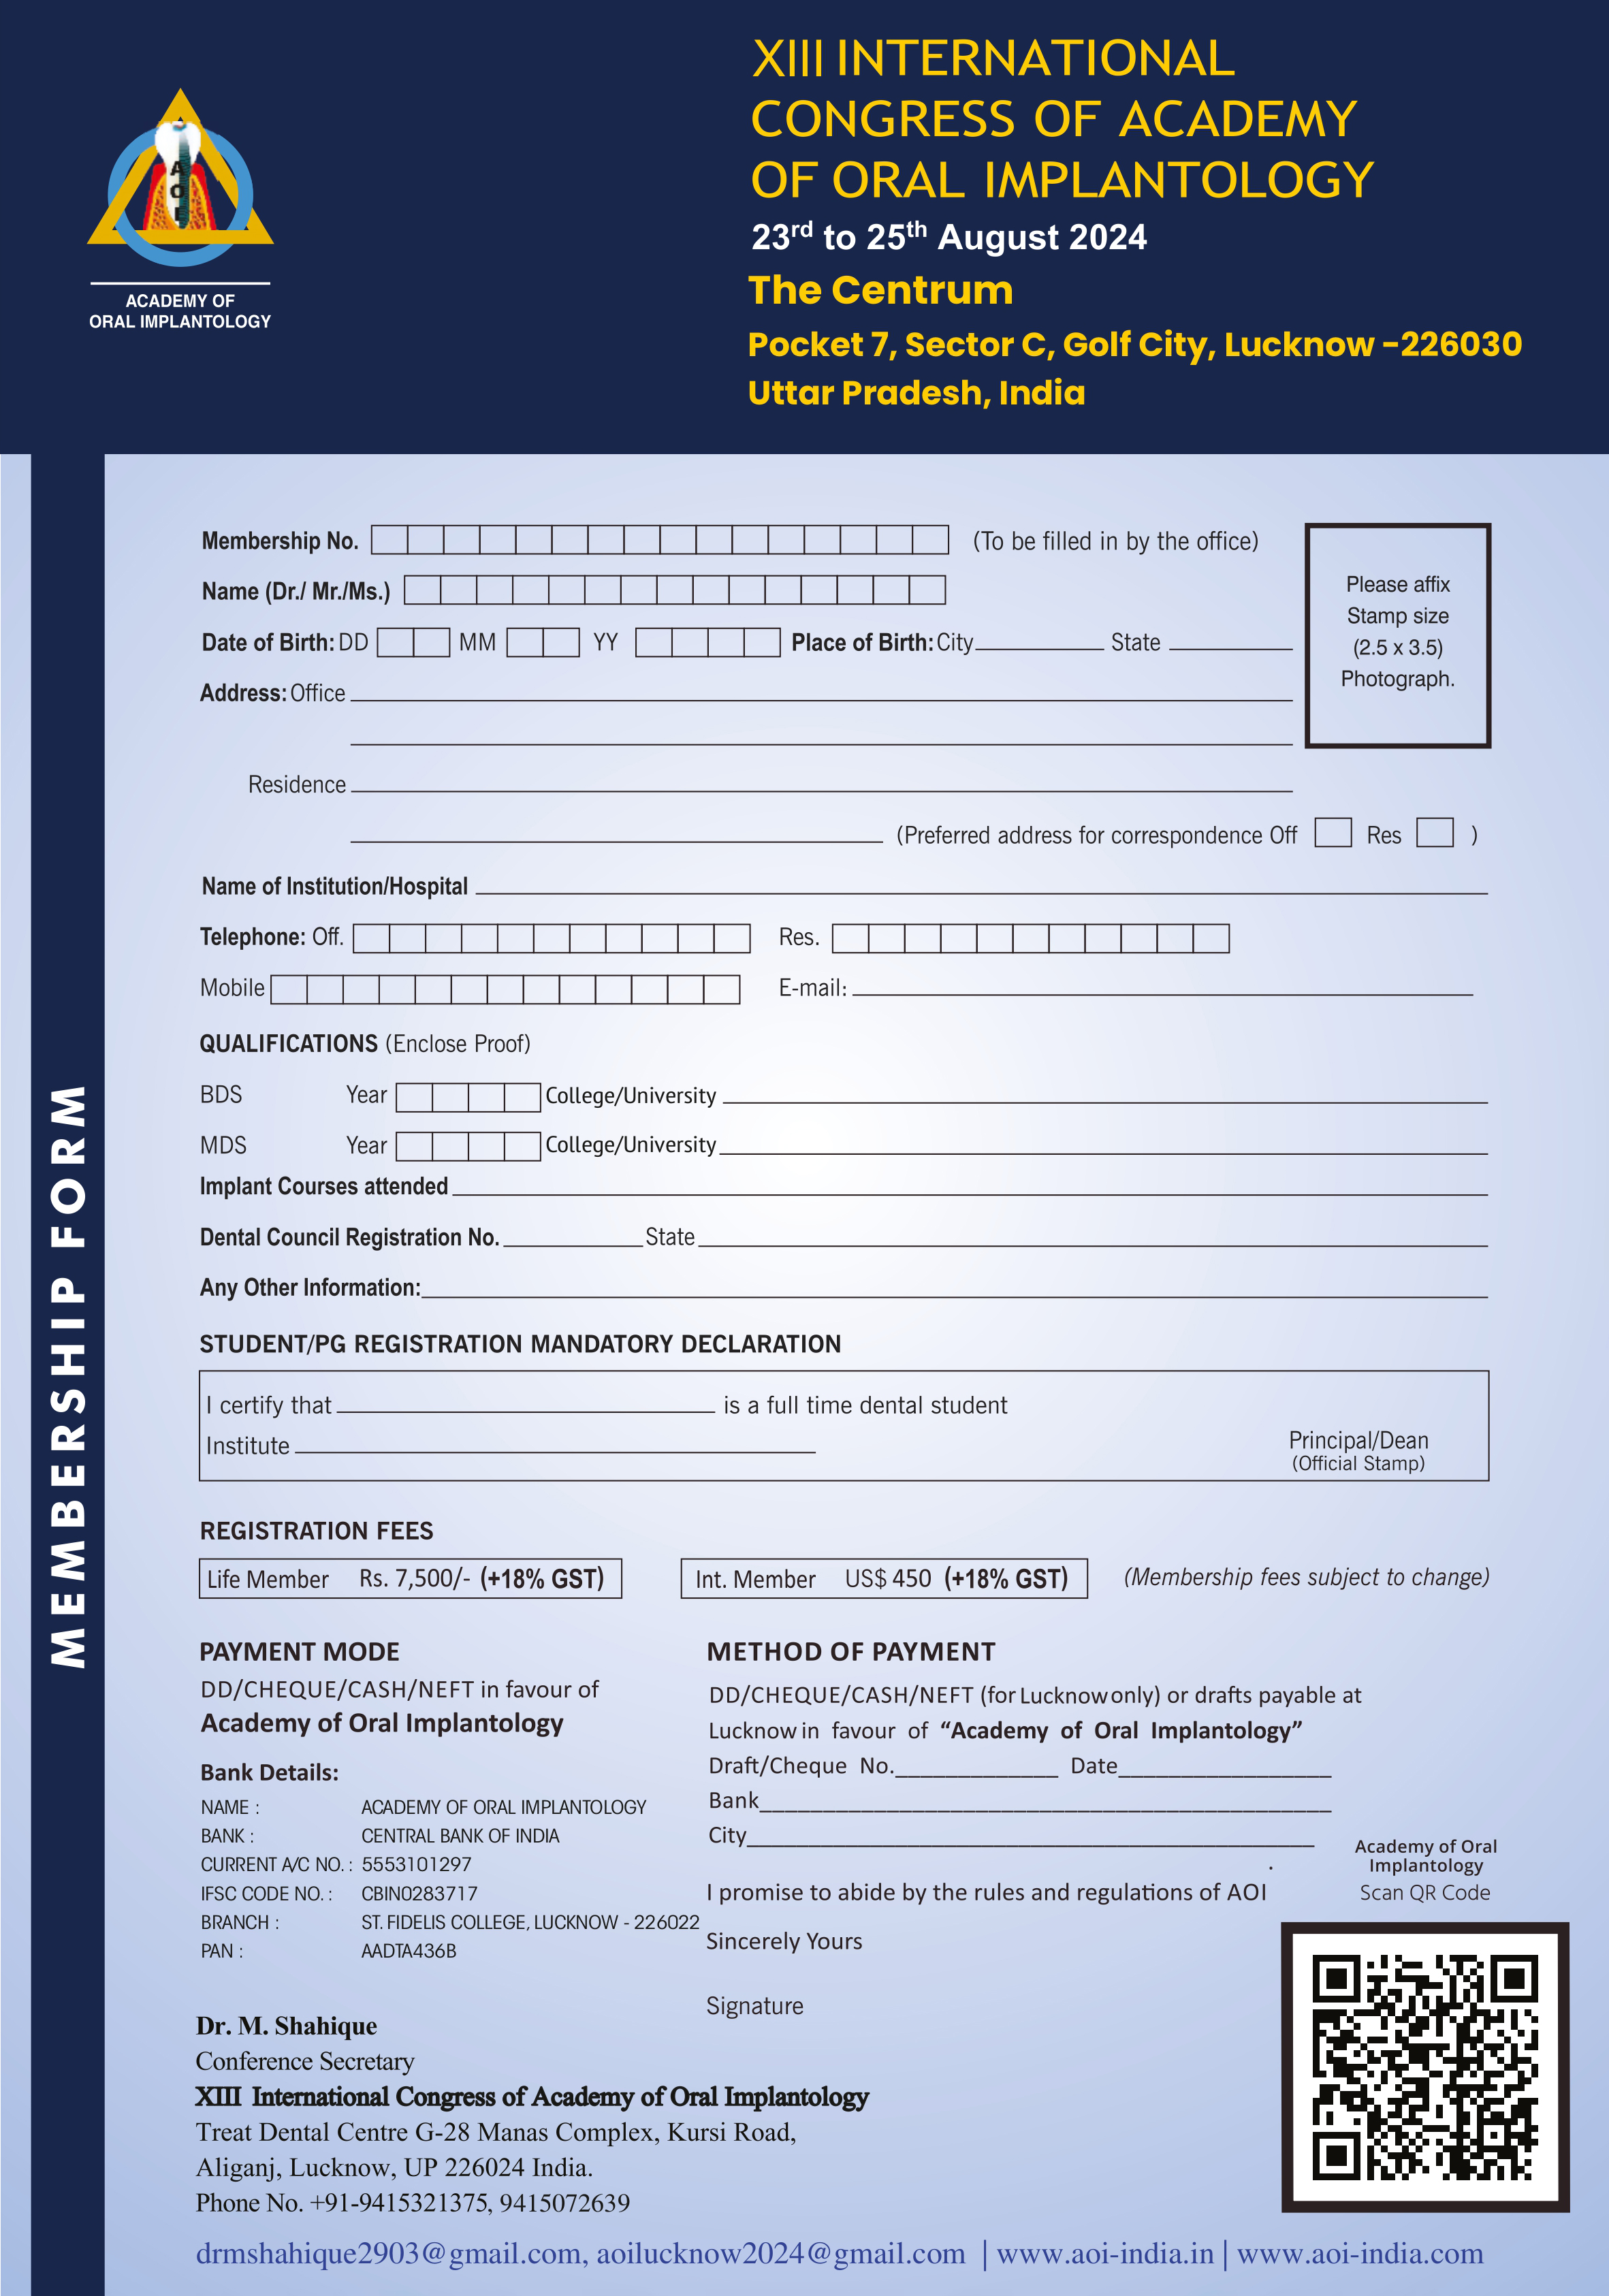 XIII INTERNATIONAL
CONGRESS OF ACADEMY
OF ORAL IMPLANTOLOGY
23rd to 25th August 2024
The Centrum
Pocket 7, Sector C, Golf City, Lucknow -226030
Uttar Pradesh, India
AOI
ACADEMY OF
ORAL IMPLANTOLOGY
MEMBERSHIP FORM
Membership No. (To be filled in by the office)
Name (Dr./ Mr./Ms.)
Date of Birth: DD MM YY Place of Birth: City State
Please affix
Stamp size
(2.5 x 3.5)
Photograph.
Address: Office
Residence
(Preferred address for correspondence Off Res )
Name of Institution/Hospital
Telephone: Off. Res.
Mobile E-mail:
QUALIFICATIONS (Enclose Proof)
BDS Year College/University
MDS Year College/University
Implant Courses attended
Dental Council Registration No. State
Any Other Information:
STUDENT/PG REGISTRATION MANDATORY DECLARATION
I certify that is a full time dental student
Institute
Principal/Dean
(Official Stamp)
REGISTRATION FEES
Life Member Rs. 7,500/- (+18% GST) Int. Member US$ 450 (+18% GST) (Membership fees subject to change)
PAYMENT MODE
DD/CHEQUE/CASH/NEFT in favour of
Academy of Oral Implantology
Bank Details:
NAME : ACADEMY OF ORAL IMPLANTOLOGY
BANK : CENTRAL BANK OF INDIA
CURRENT A/C NO. : 5553101297
IFSC CODE NO. : CBIN0283717
BRANCH : ST. FIDELIS COLLEGE, LUCKNOW - 226022
PAN : AADTA436B
METHOD OF PAYMENT
DD/CHEQUE/CASH/NEFT (for Lucknow only) or drafts payable at
Lucknow in favour of “Academy of Oral Implantology”
Draft/Cheque No. Date
Bank
City
I promise to abide by the rules and regulations of AOI
Sincerely Yours
Signature
Academy of Oral
Implantology
Scan QR Code
Dr. M. Shahique
Conference Secretary
XIII International Congress of Academy of Oral Implantology
Treat Dental Centre G-28 Manas Complex, Kursi Road,
Aliganj, Lucknow, UP 226024 India.
Phone No. +91-9415321375, 9415072639
drmshahique2903@gmail.com, aoilucknow2024@gmail.com | www.aoi-india.in | www.aoi-india.com